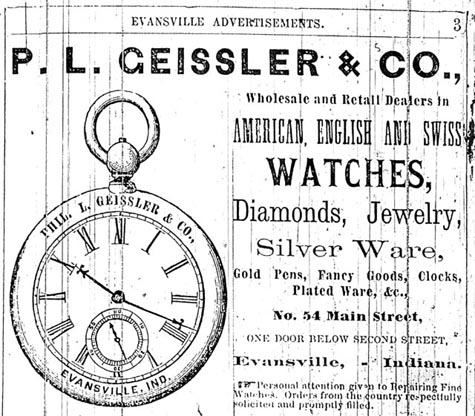 EVANSVILLE ADVERTISEMENTS. 3
P. L. GEISSLER & CO.,
Wholesale and Retail Dealers in
AMERICAN, ENGLISH AND SWISS
WATCHES,
Diamonds, Jewelry,
Silver Ware,
Gold Pens, Fancy Goods, Clocks,
Plated Ware, &c.,
No. 54 Main Street,
ONE DOOR BELOW SECOND STREET,
Evansville, - Indiana.
☞ Personal attention given to Repairing Fine
Watches. Orders from the country respectfully
solicited and promptly filled.
PHIL. L. GEISSLER & CO.,
EVANSVILLE, IND.